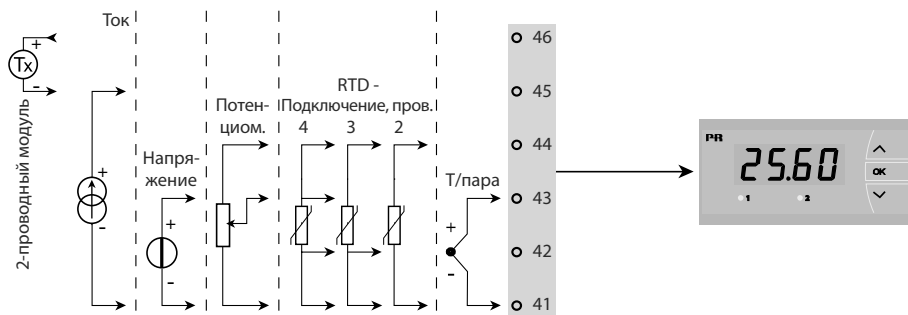 Ток
2-проводный модуль
+
Tx
-
+
-
Напря-
жение
+
-
Потен-
циом.
RTD -
Подключение, пров.
4 3 2
Т/пара
+
-
46
45
44
43
42
41
PR
25.60
1 2
OK